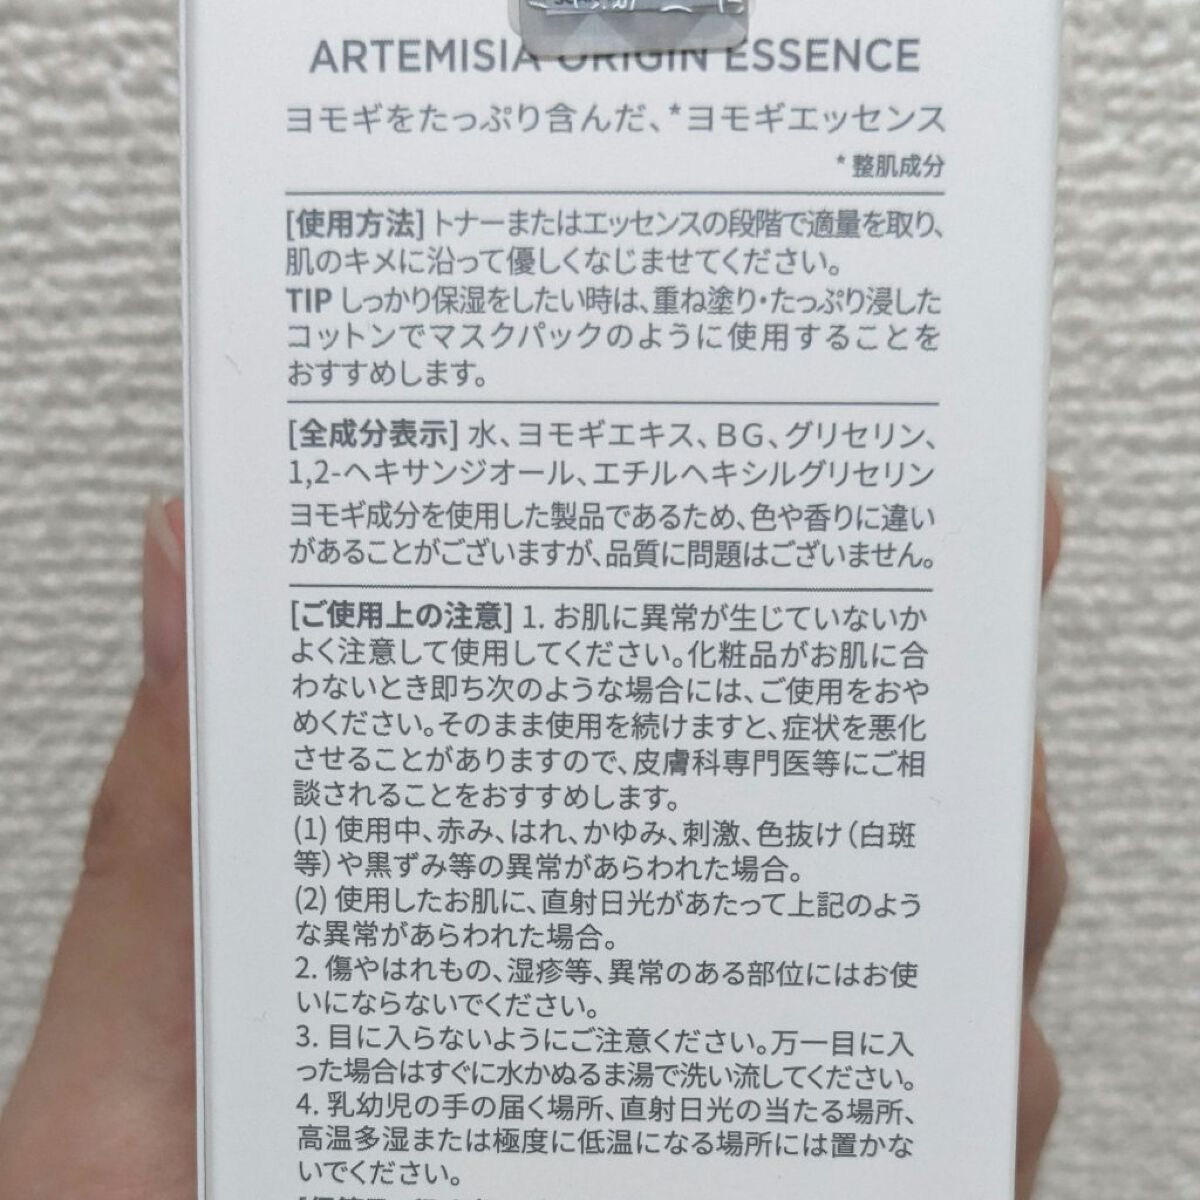 ARTEMISIA ORIGIN ESSENCE
ヨモギをたっぷり含んだ、*ヨモギエッセンス
*整肌成分
[使用方法] トナーまたはエッセンスの段階で適量を取り、
肌のキメに沿って優しくなじませてください。
TIP しっかり保湿をしたい時は、重ね塗り・たっぷり浸した
コットンでマスクパックのように使用することを
おすすめします。
[全成分表示] 水、ヨモギエキス、BG、グリセリン、
1,2-ヘキサンジオール、エチルヘキシルグリセリン
ヨモギ成分を使用した製品であるため、色や香りに違い
があることがございますが、品質に問題はございません。
[ご使用上の注意] 1. お肌に異常が生じていないか
よく注意して使用してください。化粧品がお肌に合
わないとき即ち次のような場合には、ご使用をおや
めください。そのまま使用を続けますと、症状を悪化
させることがありますので、皮膚科専門医等にご相
談されることをおすすめします。
(1) 使用中、赤み、はれ、かゆみ、刺激、色抜け（白斑
等）や黒ずみ等の異常があらわれた場合。
(2) 使用したお肌に、直射日光があたって上記のよう
な異常があらわれた場合。
2. 傷やはれもの、湿疹等、異常のある部位にはお使
いにならないでください。
3. 目に入らないようにご注意ください。万一目に入
った場合はすぐに水かぬるま湯で洗い流してください。
4. 乳幼児の手の届く場所、直射日光の当たる場所、
高温多湿または極度に低温になる場所には置かな
いでください。